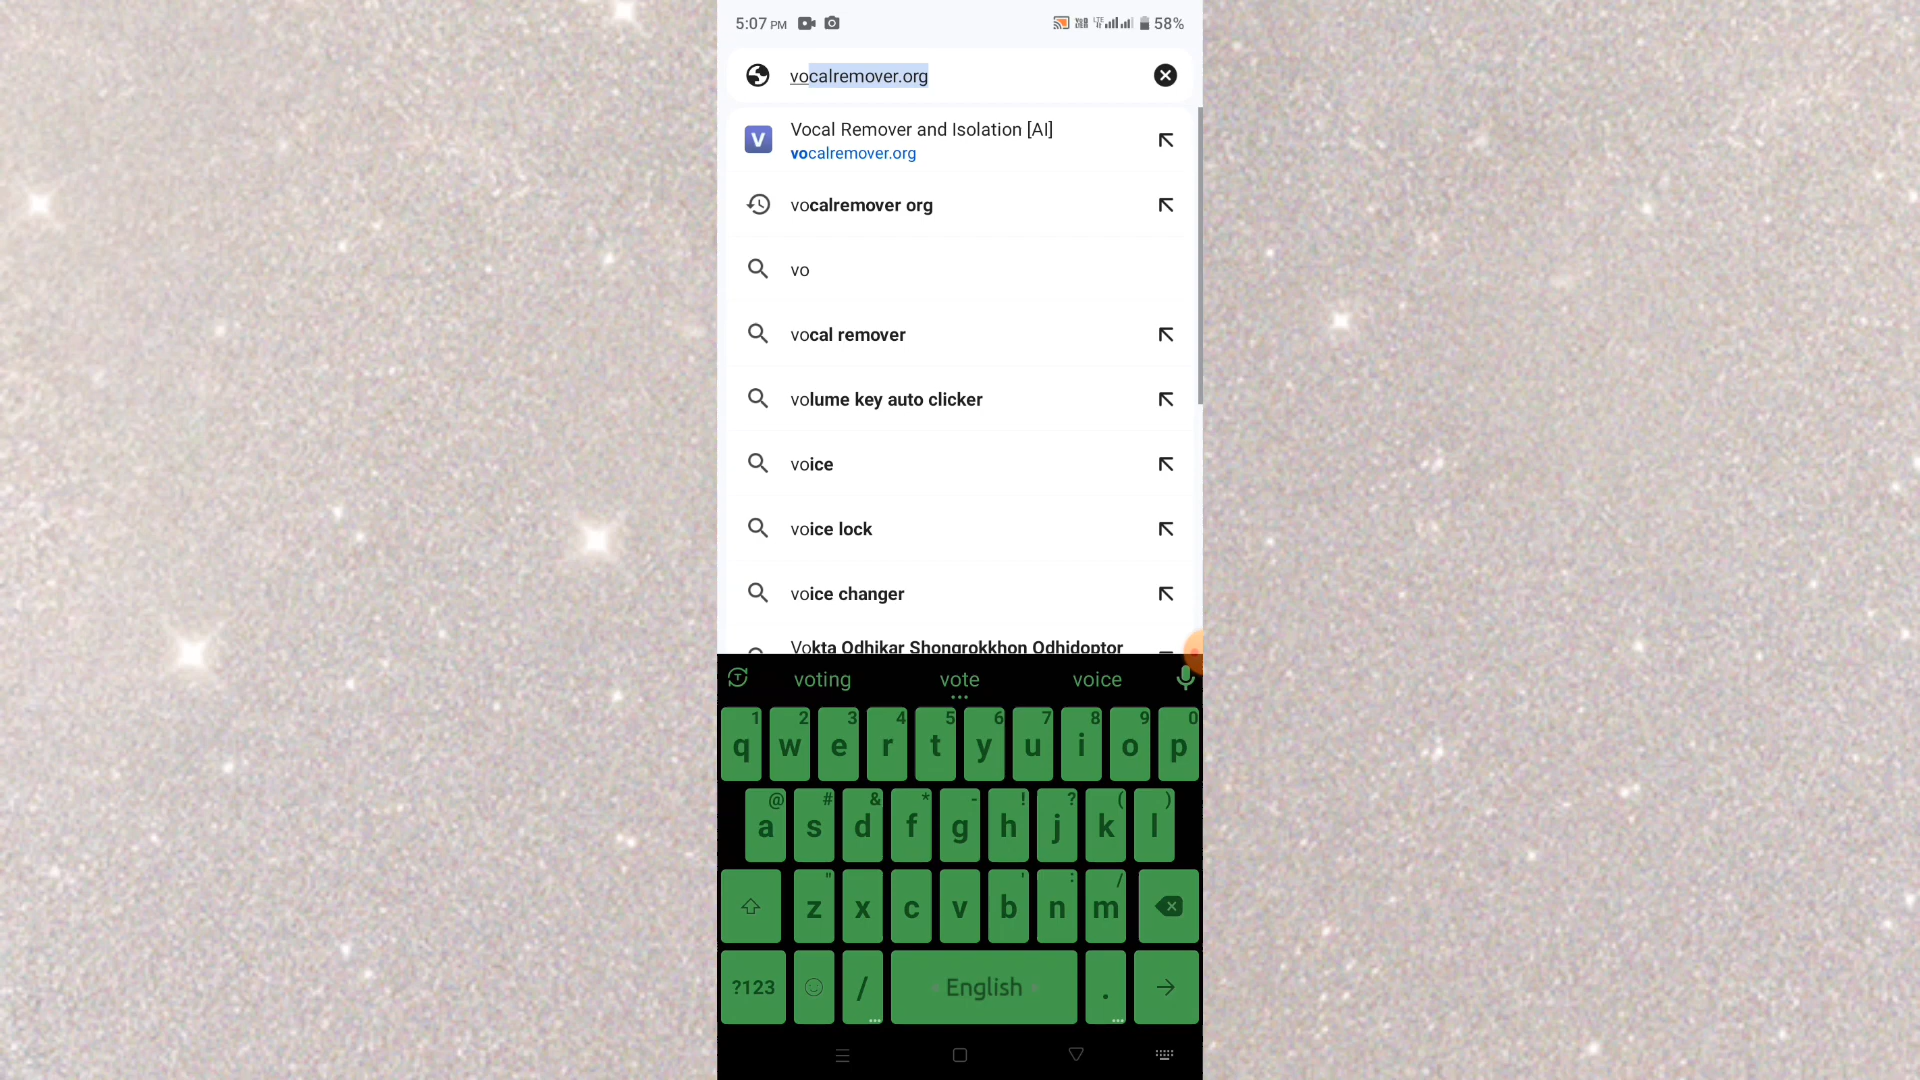 5:07 PM 58%
vocalremover.org
V Vocal Remover and Isolation [AI]
vocalremover.org
vocalremover org
vo
vocal remover
volume key auto clicker
voice
voice lock
voice changer
Vokta Odhikar Shongrokkhon Odhidoptor
voting vote voice
1 2 3 4 5 6 7 8 9 0
q w e r t y u i o p
@ # & * - ! ? ( )
a s d f g h j k l
" ' : /
z x c v b n m
?123 / English .